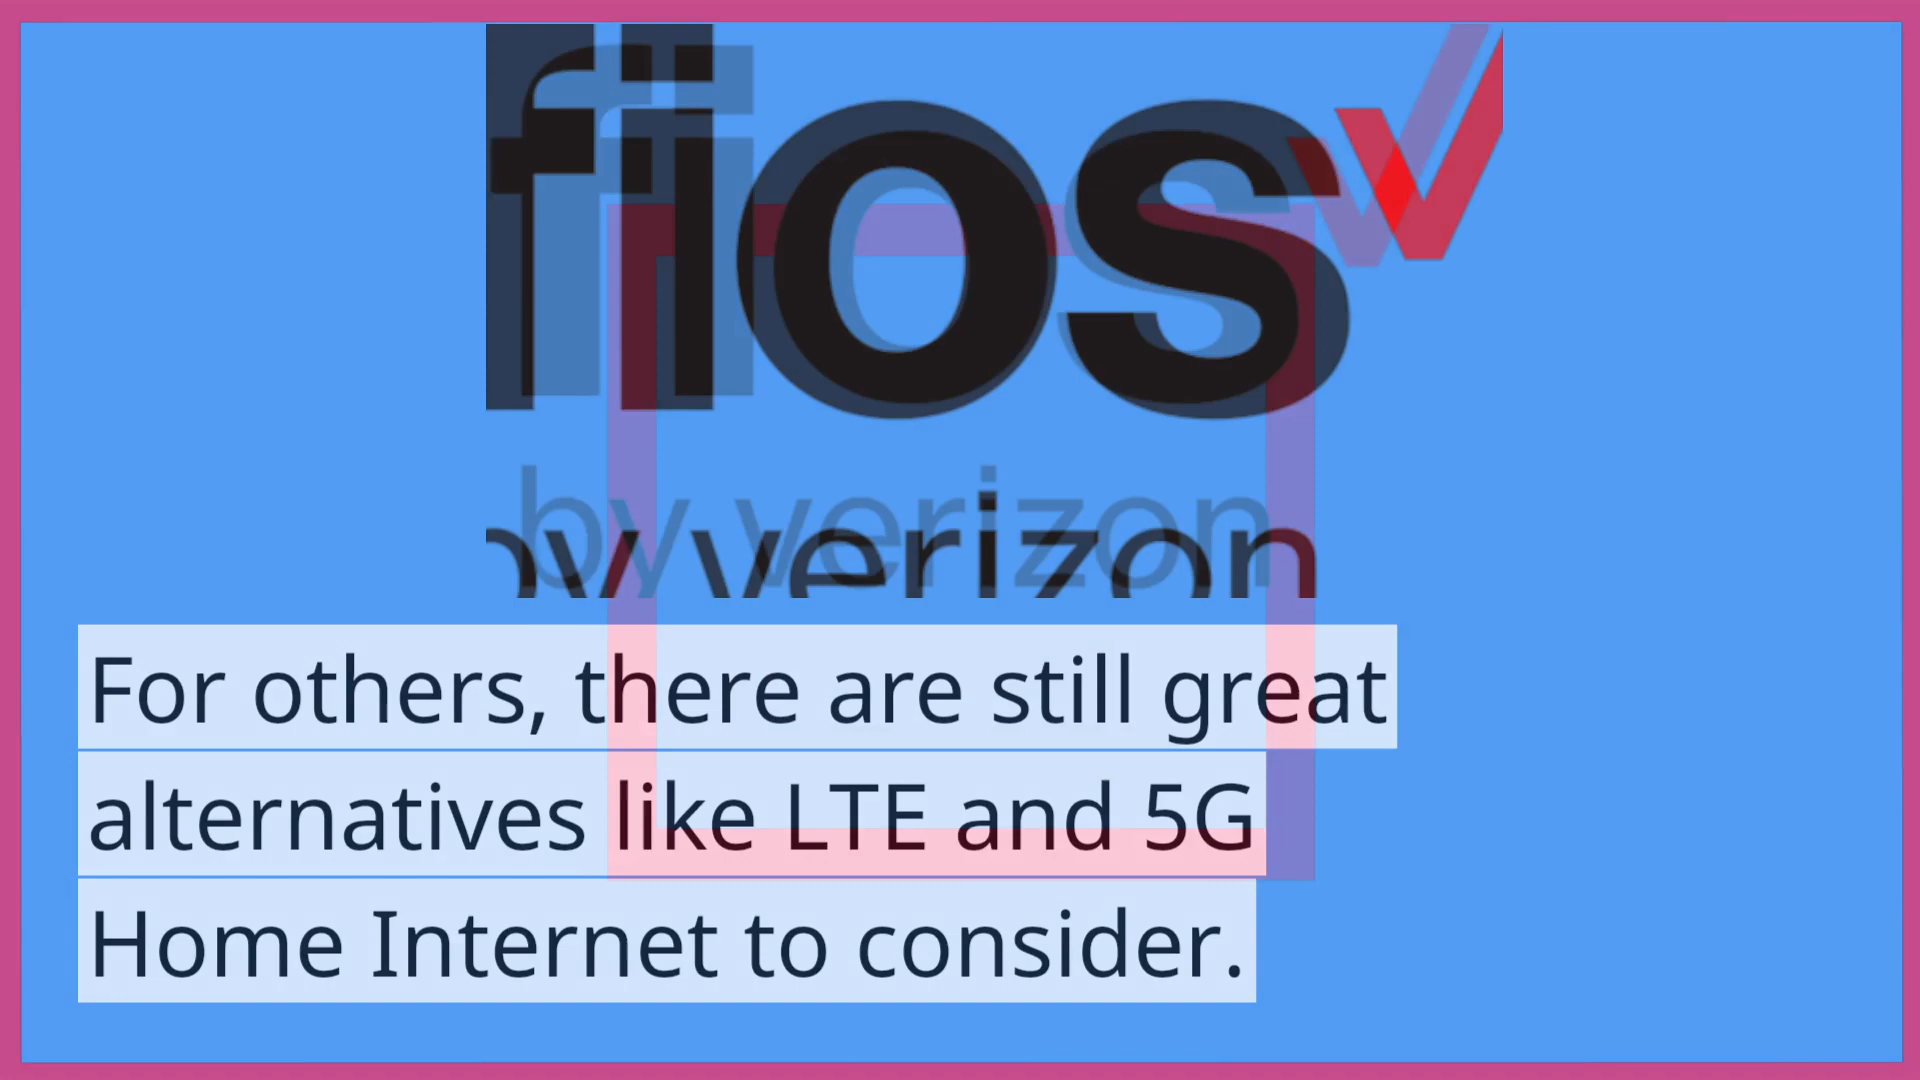 fios
by verizon
For others, there are still great
alternatives like LTE and 5G
Home Internet to consider.